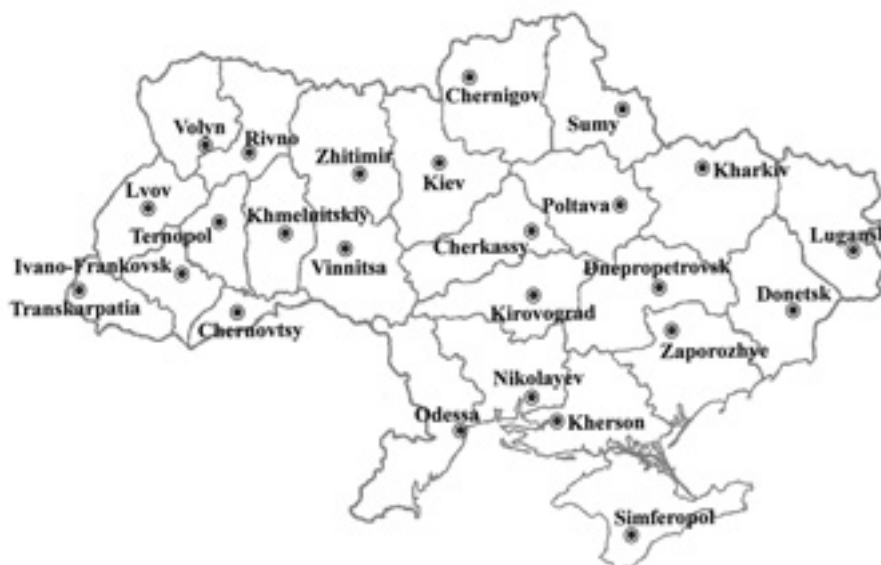 Chernigov
Sumy
Volyn
Rivno
Zhitimir
Kiev
Kharkiv
Lvov
Ternopol
Khmelnitskiy
Poltava
Cherkassy
Lugansk
Vinnitsa
Ivano-Frankovsk
Dnepropetrovsk
Transkarpatia
Chernovtsy
Kirovograd
Donetsk
Zaporozhye
Nikolayev
Odessa
Kherson
Simferopol